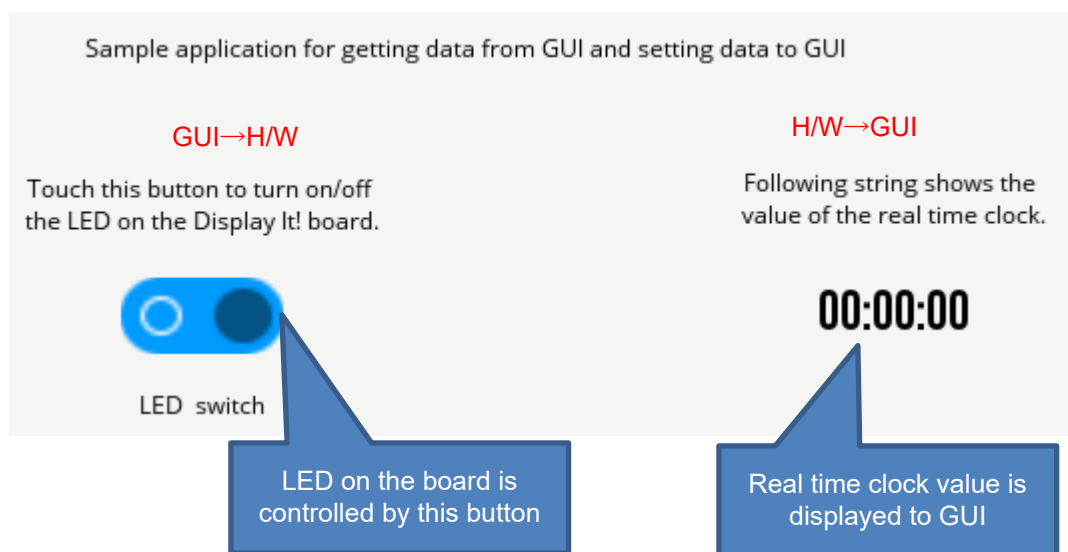 Sample application for getting data from GUI and setting data to GUI
GUI→H/W
Touch this button to turn on/off
the LED on the Display It! board.
LED switch
LED on the board is
controlled by this button
H/W→GUI
Following string shows the
value of the real time clock.
00:00:00
Real time clock value is
displayed to GUI